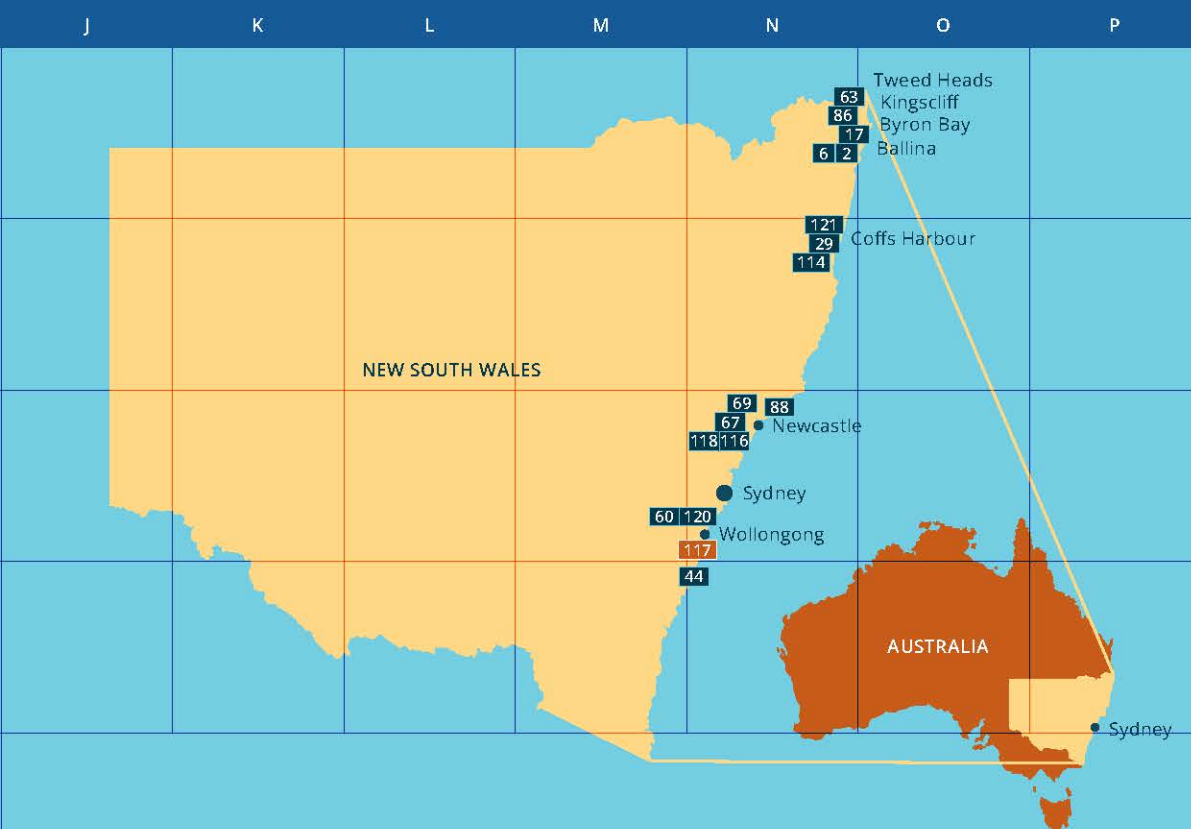 J K L M N O P
63 Tweed Heads
86 Kingscliff
17 Byron Bay
6 2 Ballina
121
29 Coffs Harbour
114
NEW SOUTH WALES
69 88
67 Newcastle
118 116
Sydney
60 120
Wollongong
117
44
AUSTRALIA
Sydney